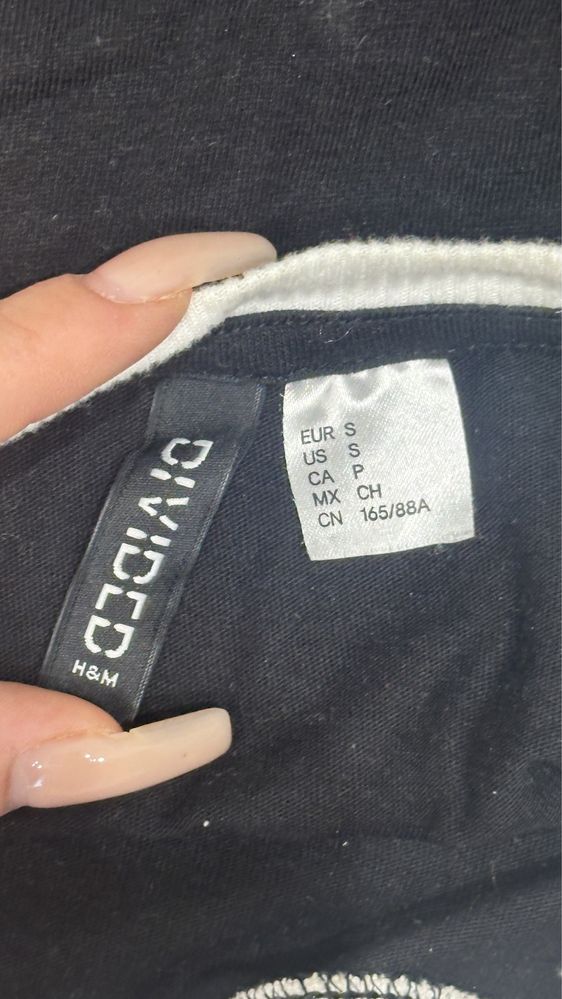 DIVIDED
H&M
EUR S
US S
CA P
MX CH
CN 165/88A